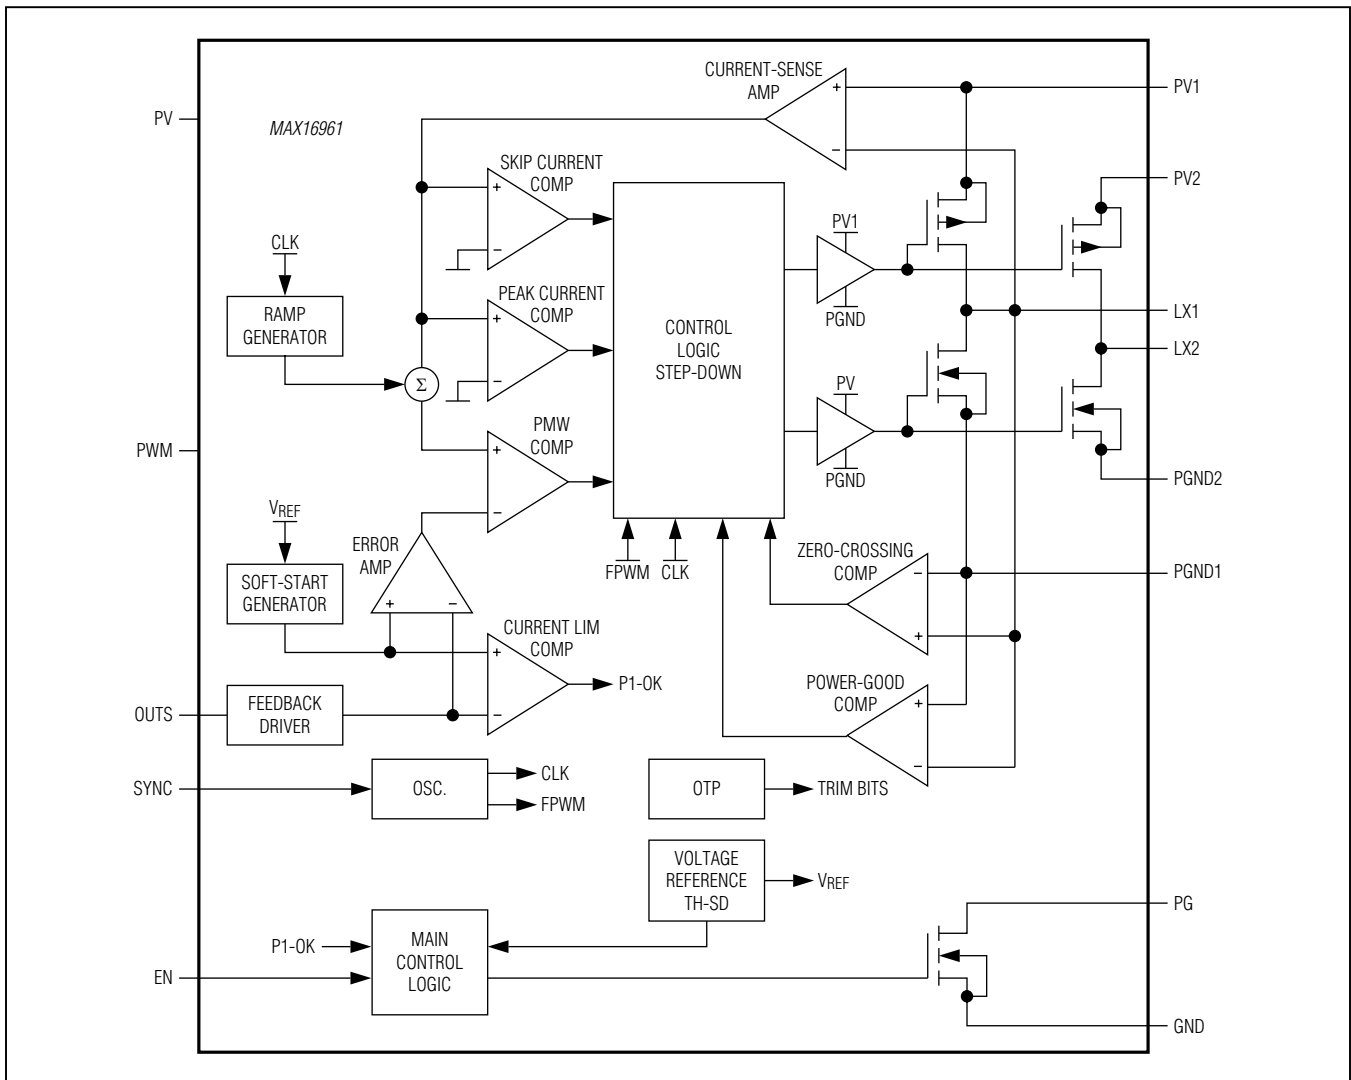 CURRENT-SENSE
AMP
PV1
PV
MAX16961
SKIP CURRENT
COMP
PV2
CLK
PV1
RAMP
GENERATOR
PEAK CURRENT
COMP
CONTROL
LOGIC
STEP-DOWN
PGND
LX1
LX2
Σ
PV
PWM
PMW
COMP
PGND
PGND2
VREF
ERROR
AMP
FPWM
CLK
ZERO-CROSSING
COMP
PGND1
SOFT-START
GENERATOR
CURRENT LIM
COMP
P1-OK
POWER-GOOD
COMP
OUTS
FEEDBACK
DRIVER
SYNC
OSC.
CLK
FPWM
OTP
TRIM BITS
VOLTAGE
REFERENCE
TH-SD
VREF
PG
P1-OK
EN
MAIN
CONTROL
LOGIC
GND
+
−
+
−
+
−
+
−
+
−
+
−
−
+
+
−